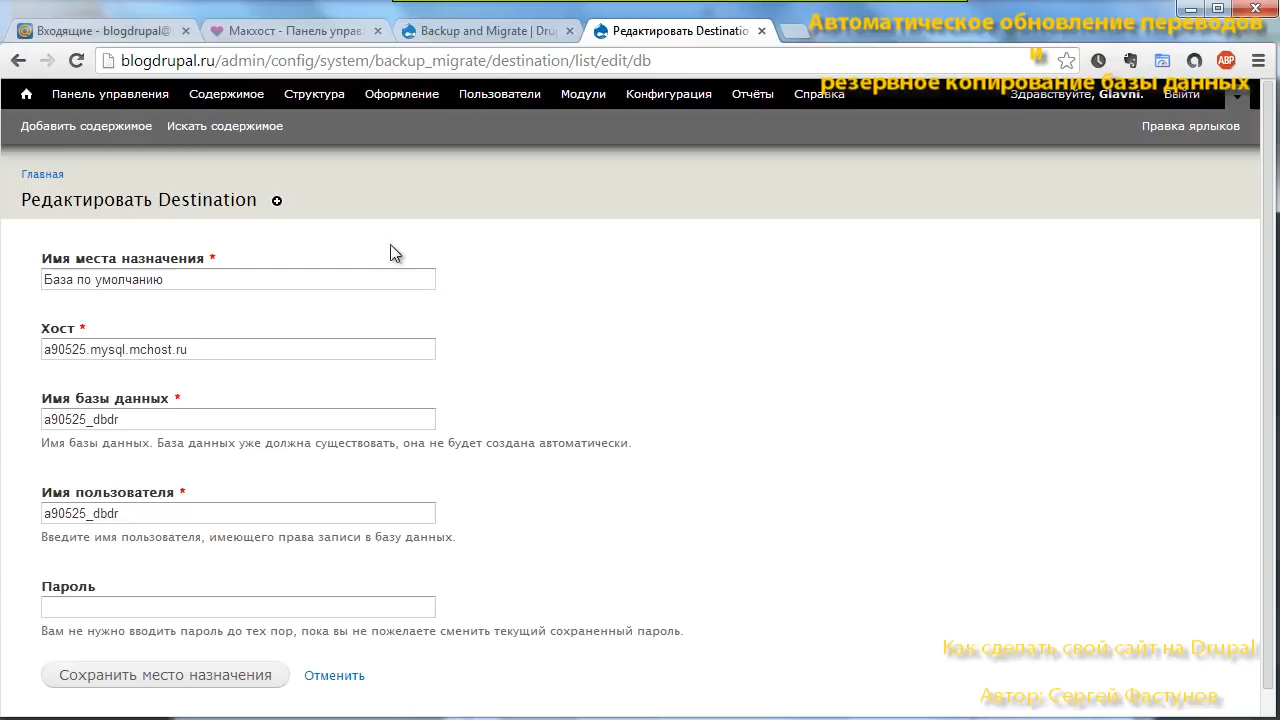 Входящие - blogdrupal@
Макхост - Панель управ
Backup and Migrate | Dru
Редактировать Destinatio
Автоматическое обновление переводов
и
резервное копирование базы данных
blogdrupal.ru/admin/config/system/backup_migrate/destination/list/edit/db
ABP
Панель управления Содержимое Структура Оформление Пользователи Модули Конфигурация Отчёты Справка Здравствуйте, Glavni. Выйти
Добавить содержимое Искать содержимое Правка ярлыков
Главная
Редактировать Destination
Имя места назначения *
База по умолчанию
Хост *
a90525.mysql.mchost.ru
Имя базы данных *
a90525_dbdr
Имя базы данных. База данных уже должна существовать, она не будет создана автоматически.
Имя пользователя *
a90525_dbdr
Введите имя пользователя, имеющего права записи в базу данных.
Пароль
Вам не нужно вводить пароль до тех пор, пока вы не пожелаете сменить текущий сохраненный пароль.
Сохранить место назначения Отменить
Как сделать свой сайт на Drupal
Автор: Сергей Фастунов